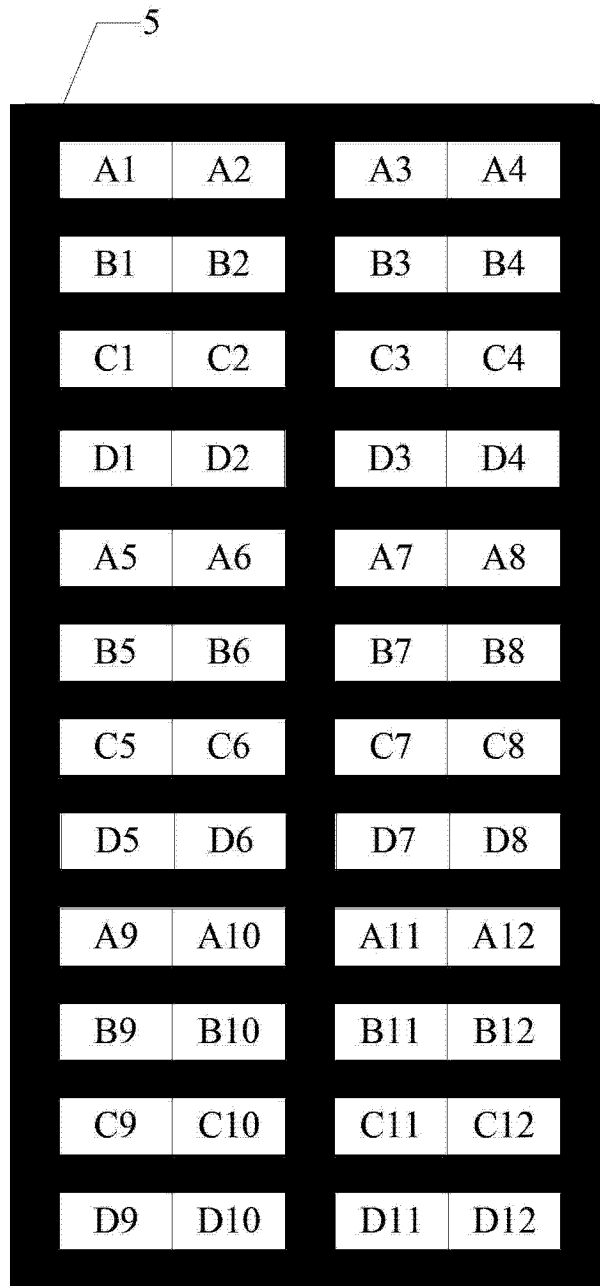 5
A1 A2 A3 A4
B1 B2 B3 B4
C1 C2 C3 C4
D1 D2 D3 D4
A5 A6 A7 A8
B5 B6 B7 B8
C5 C6 C7 C8
D5 D6 D7 D8
A9 A10 A11 A12
B9 B10 B11 B12
C9 C10 C11 C12
D9 D10 D11 D12